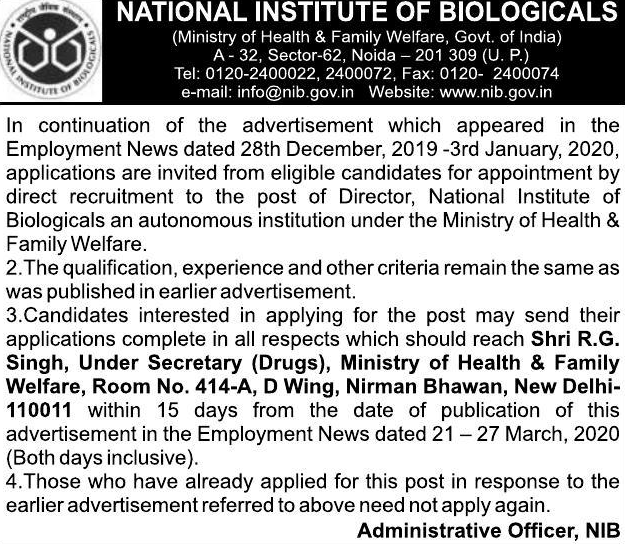 NATIONAL INSTITUTE OF BIOLOGICALS
(Ministry of Health & Family Welfare, Govt. of India)
A - 32, Sector-62, Noida – 201 309 (U. P.)
Tel: 0120-2400022, 2400072, Fax: 0120- 2400074
e-mail: info@nib.gov.in Website: www.nib.gov.in
NATIONAL INSTITUTE OF BIOLOGICALS
In continuation of the advertisement which appeared in the
Employment News dated 28th December, 2019 -3rd January, 2020,
applications are invited from eligible candidates for appointment by
direct recruitment to the post of Director, National Institute of
Biologicals an autonomous institution under the Ministry of Health &
Family Welfare.
2.The qualification, experience and other criteria remain the same as
was published in earlier advertisement.
3.Candidates interested in applying for the post may send their
applications complete in all respects which should reach Shri R.G.
Singh, Under Secretary (Drugs), Ministry of Health & Family
Welfare, Room No. 414-A, D Wing, Nirman Bhawan, New Delhi-
110011 within 15 days from the date of publication of this
advertisement in the Employment News dated 21 – 27 March, 2020
(Both days inclusive).
4.Those who have already applied for this post in response to the
earlier advertisement referred to above need not apply again.
Administrative Officer, NIB